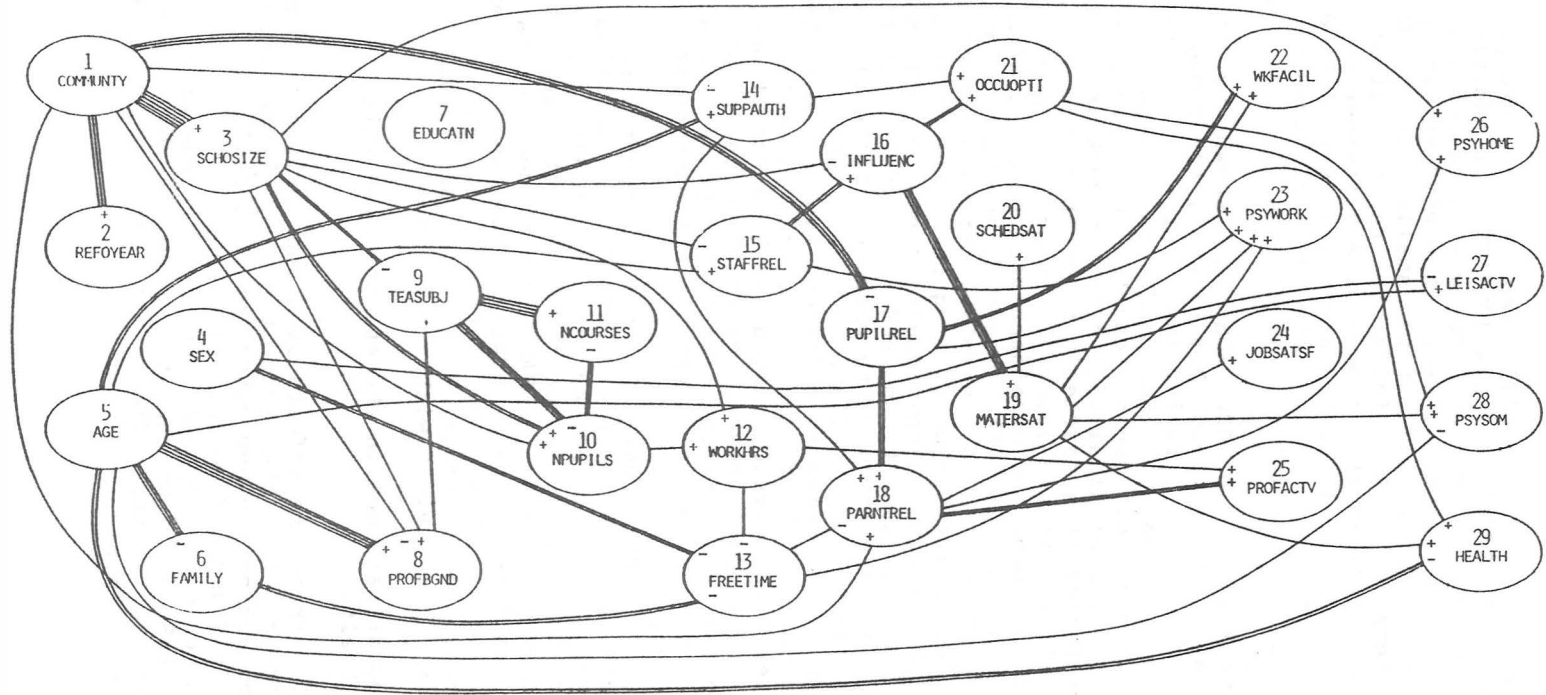 1
COMMUNTY
2
REFOYEAR
3
SCHOSIZE
4
SEX
5
AGE
6
FAMILY
7
EDUCATN
8
PROFBGND
9
TEASUBJ
10
NPUPILS
11
NCOURSES
12
WORKHRS
13
FREETIME
14
SUPPAUTH
15
STAFFREL
16
INFLUENC
17
PUPILREL
18
PARNTREL
19
MATERSAT
20
SCHEDSAT
21
OCCUOPTI
22
WKFACIL
23
PSYWORK
24
JOBSATSF
25
PROFACTV
26
PSYHOME
27
LEISACTV
28
PSYSOM
29
HEALTH